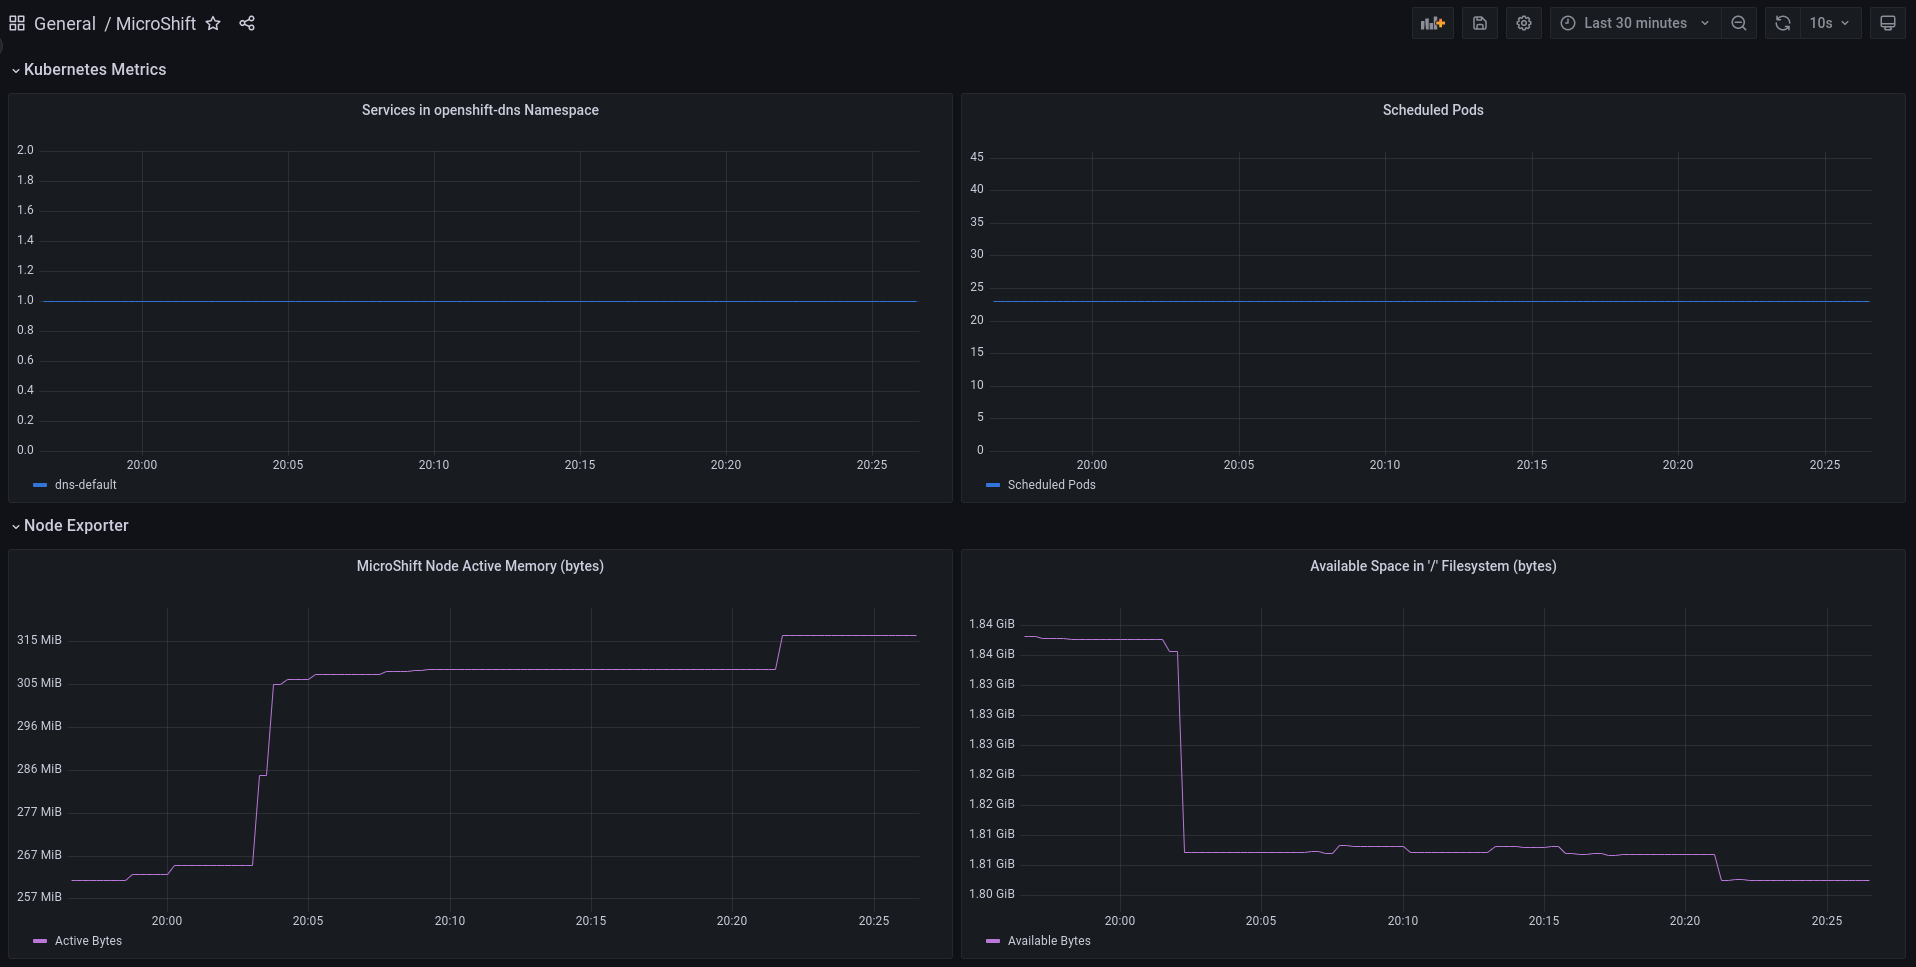 General / MicroShift
Last 30 minutes
10s
Kubernetes Metrics
Services in openshift-dns Namespace
2.0
1.8
1.6
1.4
1.2
1.0
0.8
0.6
0.4
0.2
0.0
20:00 20:05 20:10 20:15 20:20 20:25
dns-default
Scheduled Pods
45
40
35
30
25
20
15
10
5
0
20:00 20:05 20:10 20:15 20:20 20:25
Scheduled Pods
Node Exporter
MicroShift Node Active Memory (bytes)
315 MiB
305 MiB
296 MiB
286 MiB
277 MiB
267 MiB
257 MiB
20:00 20:05 20:10 20:15 20:20 20:25
Active Bytes
Available Space in '/' Filesystem (bytes)
1.84 GiB
1.84 GiB
1.83 GiB
1.83 GiB
1.83 GiB
1.82 GiB
1.82 GiB
1.81 GiB
1.81 GiB
1.80 GiB
20:00 20:05 20:10 20:15 20:20 20:25
Available Bytes